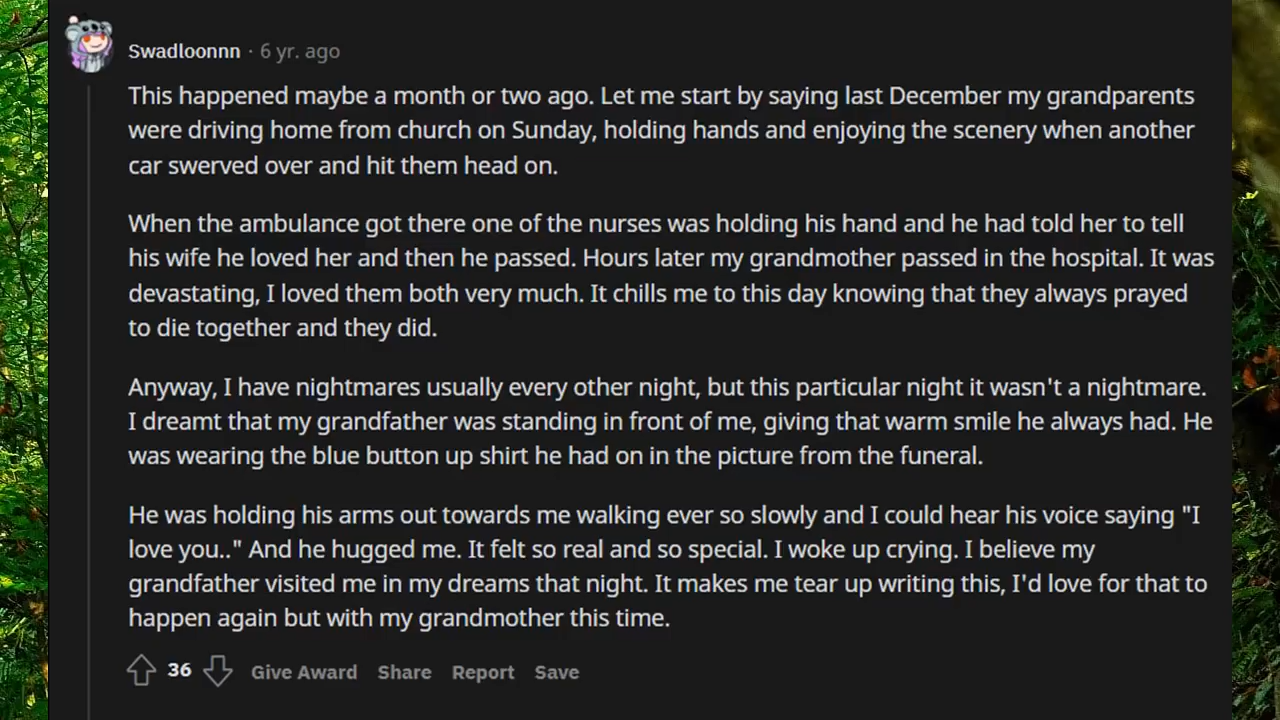 Swadloonnn · 6 yr. ago
This happened maybe a month or two ago. Let me start by saying last December my grandparents
were driving home from church on Sunday, holding hands and enjoying the scenery when another
car swerved over and hit them head on.
When the ambulance got there one of the nurses was holding his hand and he had told her to tell
his wife he loved her and then he passed. Hours later my grandmother passed in the hospital. It was
devastating, I loved them both very much. It chills me to this day knowing that they always prayed
to die together and they did.
Anyway, I have nightmares usually every other night, but this particular night it wasn't a nightmare.
I dreamt that my grandfather was standing in front of me, giving that warm smile he always had. He
was wearing the blue button up shirt he had on in the picture from the funeral.
He was holding his arms out towards me walking ever so slowly and I could hear his voice saying "I
love you.." And he hugged me. It felt so real and so special. I woke up crying. I believe my
grandfather visited me in my dreams that night. It makes me tear up writing this, I'd love for that to
happen again but with my grandmother this time.
36 Give Award Share Report Save